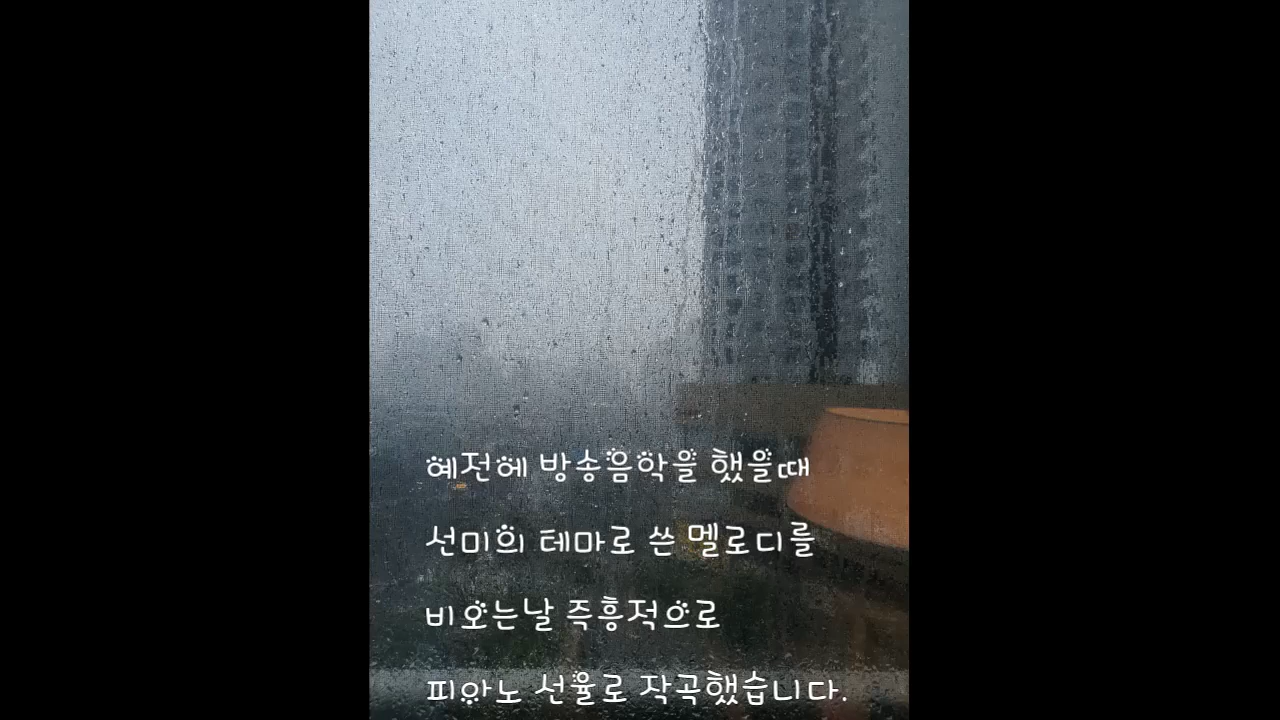 예전에 방송음악을 했을때
선미의 테마로 쓴 멜로디를
비오는날 즉흥적으로
피아노 선율로 작곡했습니다.